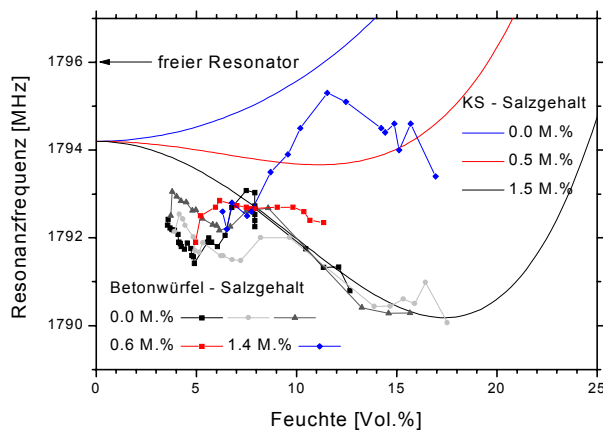 1796
1794
1792
1790
Resonanzfrequenz [MHz]
freier Resonator
KS - Salzgehalt
0.0 M.%
0.5 M.%
1.5 M.%
Betonwürfel - Salzgehalt
0.0 M.%
0.6 M.% 1.4 M.%
0 5 10 15 20 25
Feuchte [Vol.%]